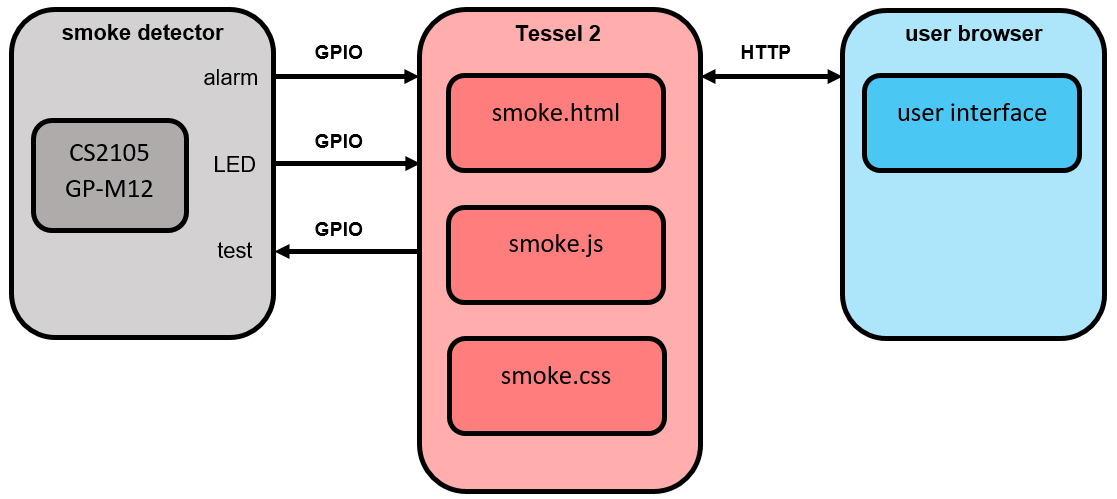 smoke detector
alarm
CS2105
GP-M12
LED
test
GPIO
GPIO
GPIO
Tessel 2
smoke.html
smoke.js
smoke.css
HTTP
user browser
user interface